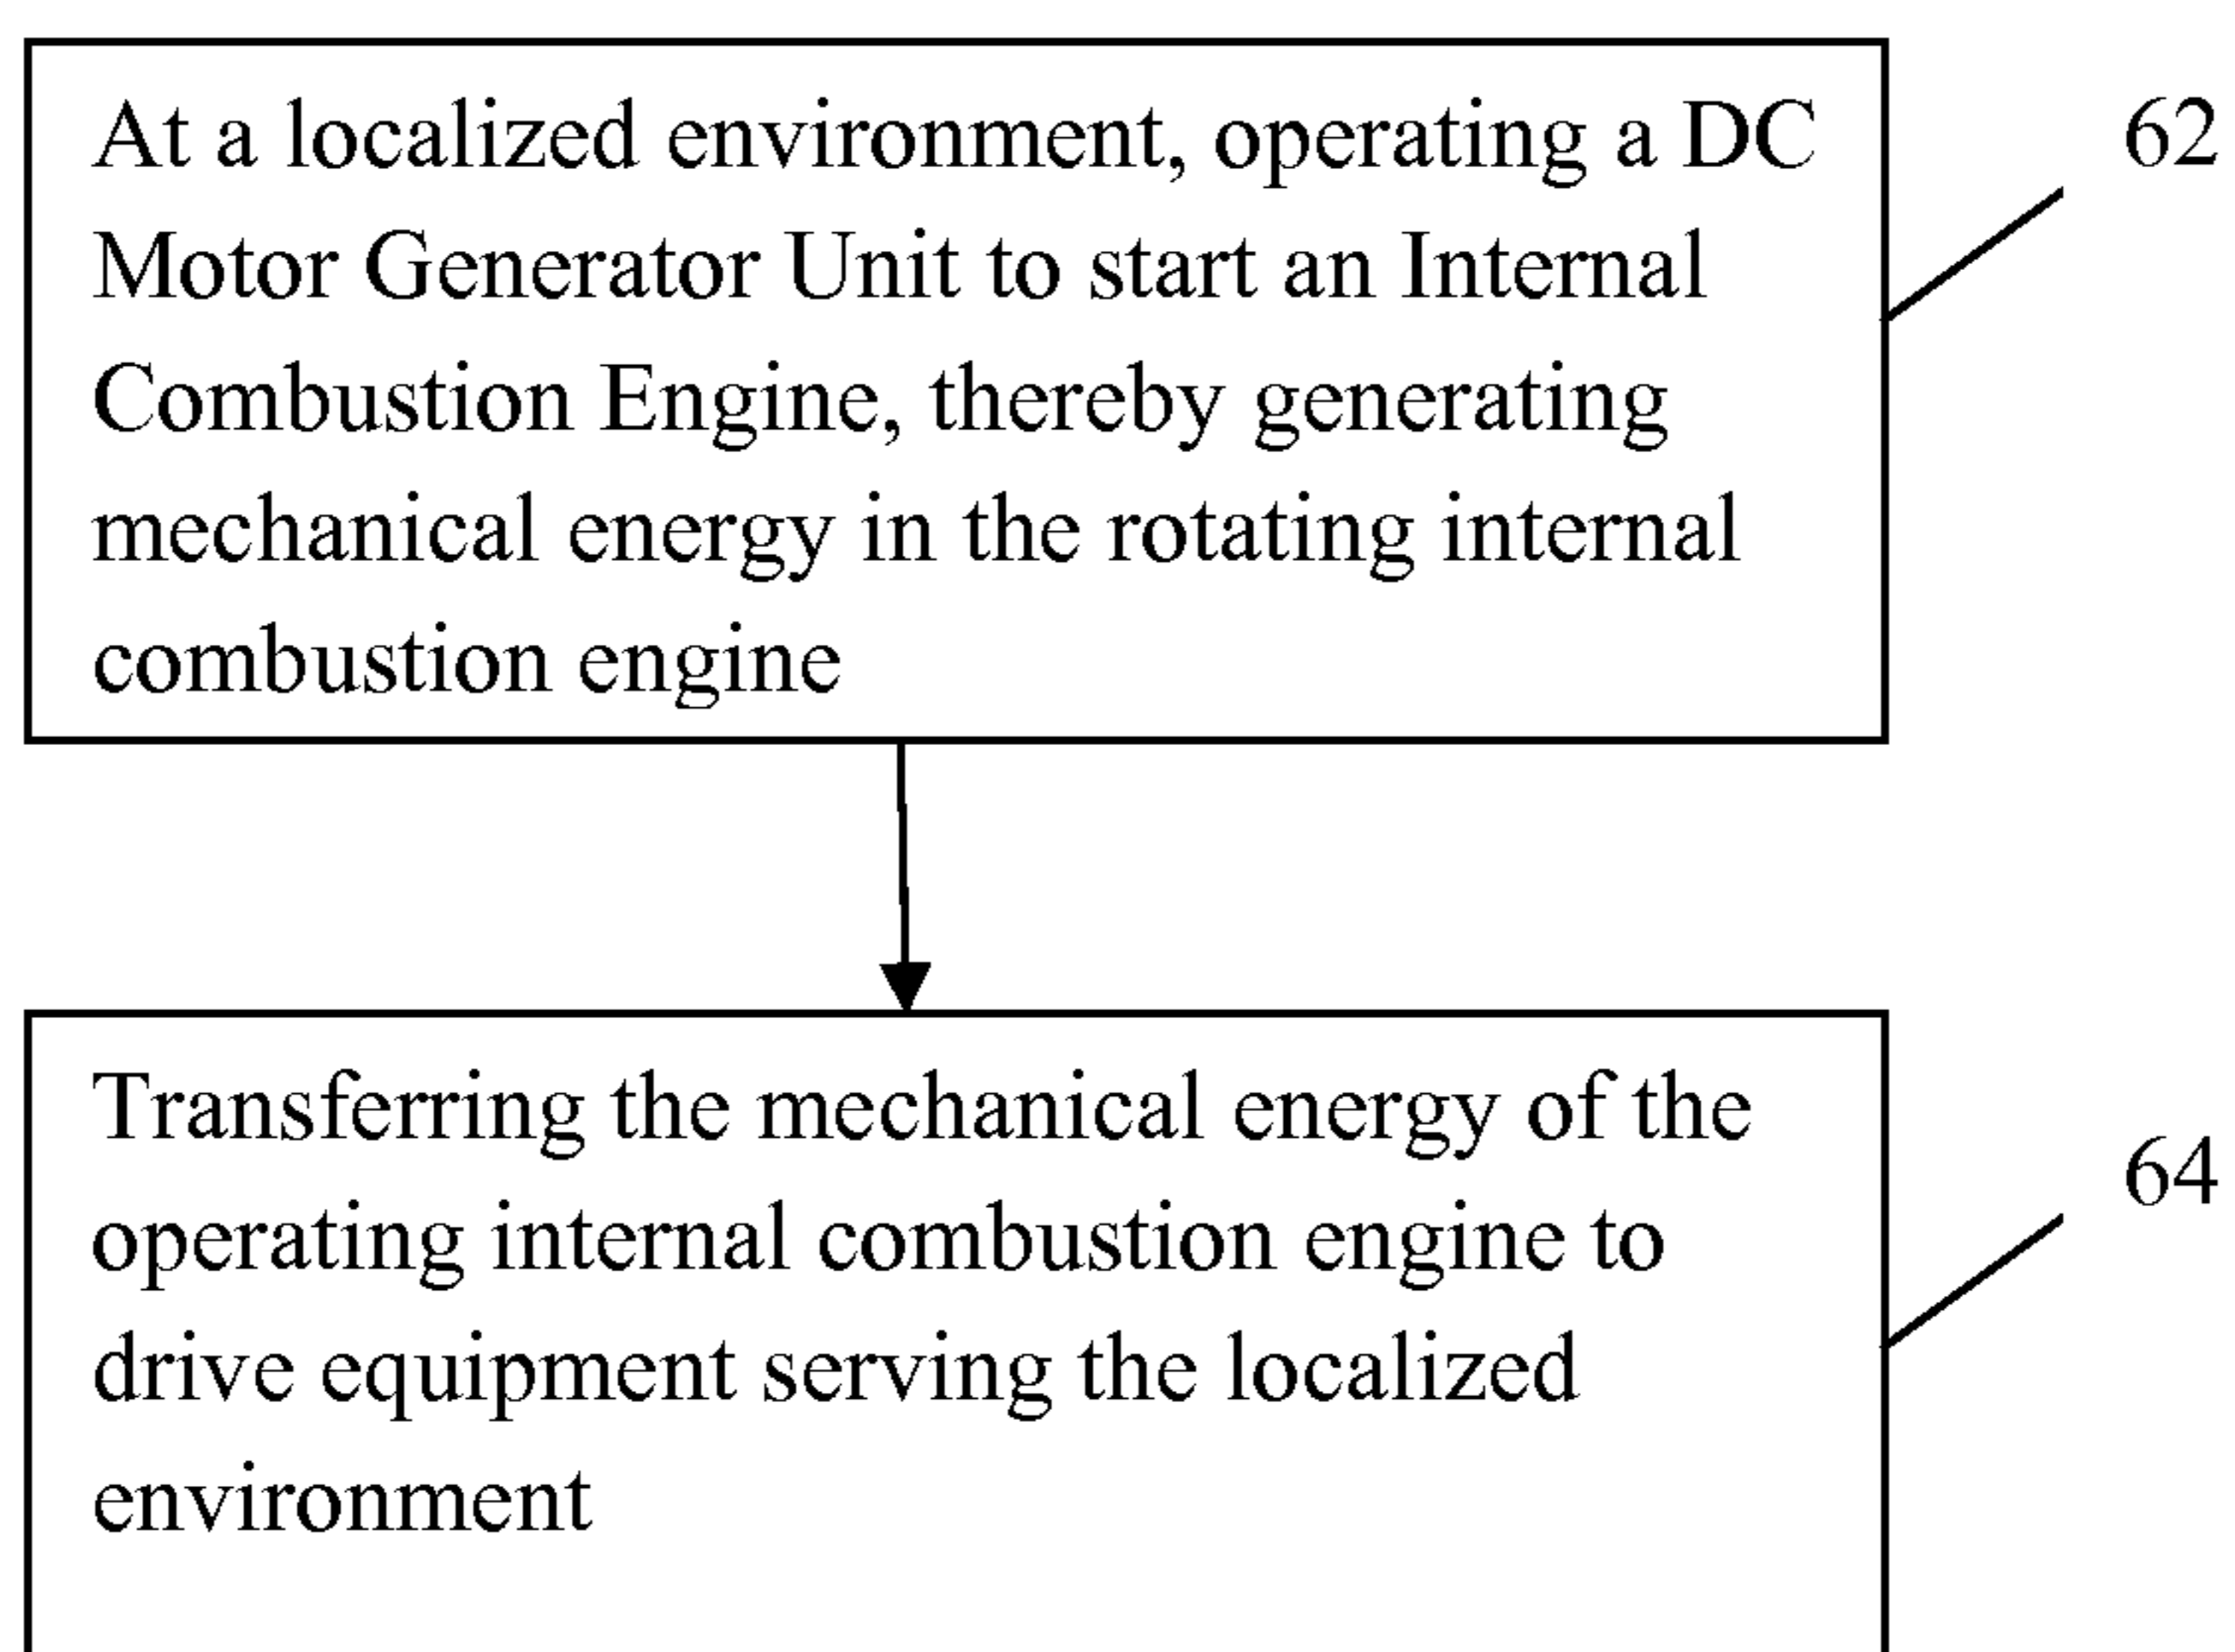 At a localized environment, operating a DC
Motor Generator Unit to start an Internal
Combustion Engine, thereby generating
mechanical energy in the rotating internal
combustion engine
62
Transferring the mechanical energy of the
operating internal combustion engine to
drive equipment serving the localized
environment
64